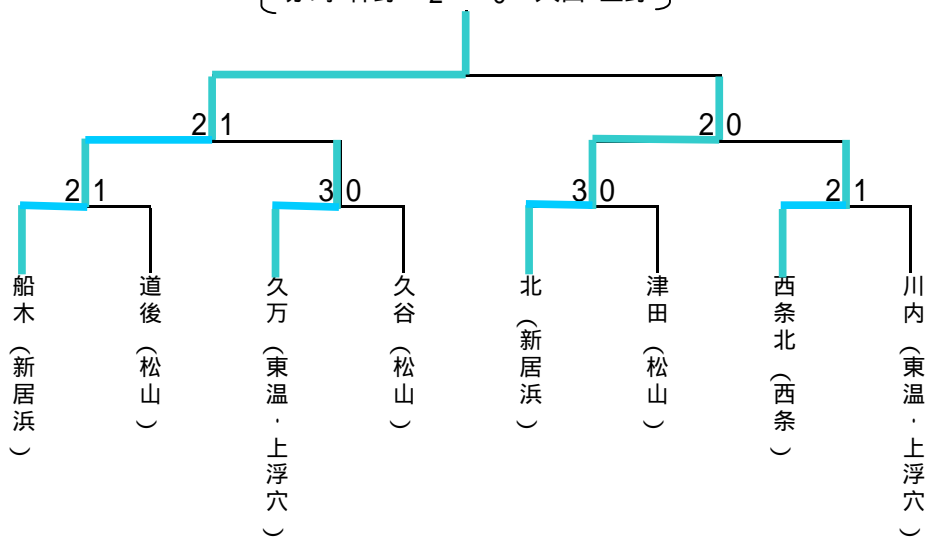 2 1
2 0
2 1
3 0
3 0
2 1
船木（新居浜）
道後（松山）
久万（東温・上浮穴）
久谷（松山）
北（新居浜）
津田（松山）
西条北（西条）
川内（東温・上浮穴）